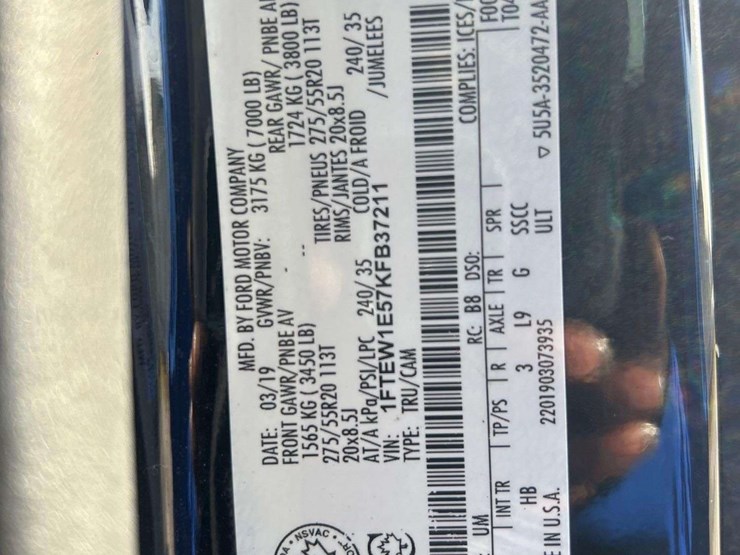 MFD. BY FORD MOTOR COMPANY
DATE: 03/19 GVWR/PNBV: 3175 KG ( 7000 LB)
FRONT GAWR/PNBE AV - REAR GAWR/ PNBE
1565 KG ( 3450 LB) -- 1724 KG ( 3800 LB)
275/55R20 113T TIRES/PNEUS 275/55R20 113T
20x8.5J RIMS/JANTES 20x8.5J
AT/A kPa/PSI/LPC 240/ 35 COLD/A FROID 240/ 35
VIN: 1FTEW1E57KFB37211 /JUMELEES
TYPE: TRU/CAM
COMPLIES: ICES/
UM RC: B8 DSO: FO
INT TR TP/PS R AXLE TR SPR T04
HB 3 L9 G SSCC
IN U.S.A. 2201903073935 ULT ▽ 5U5A-3520472-AA
NSVAC